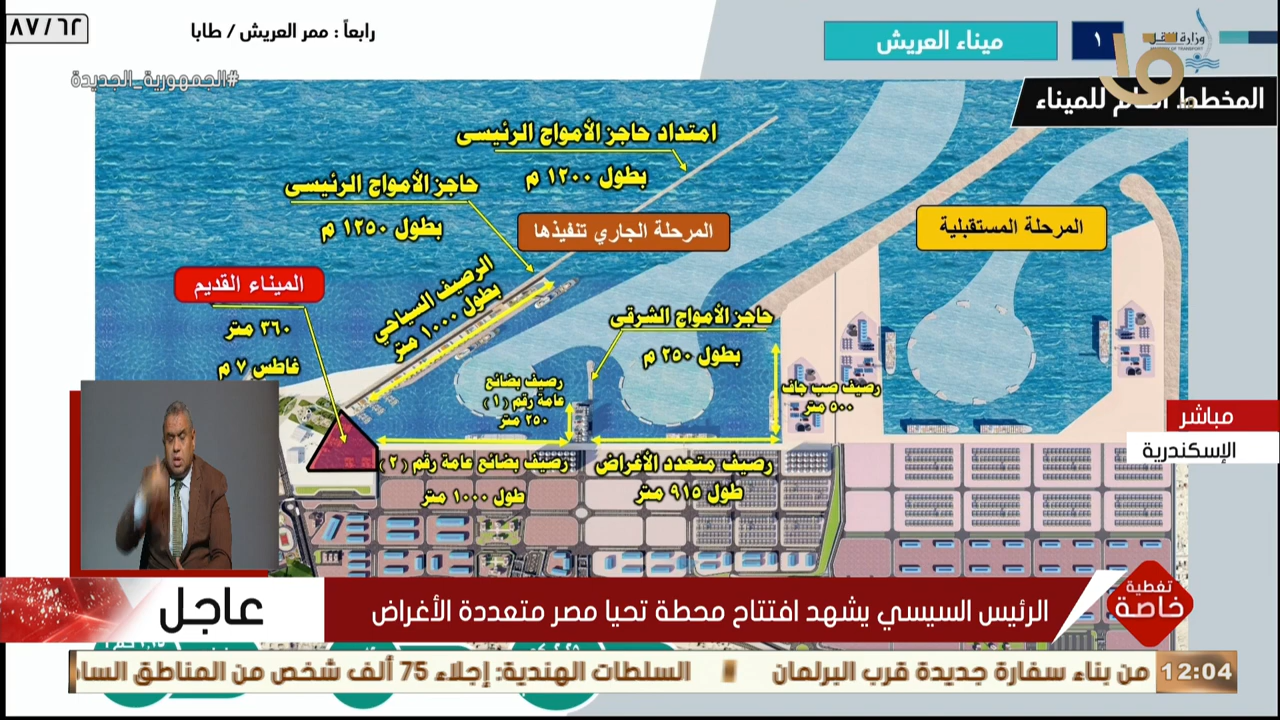 ٨٧/٦٢
رابعاً : ممر العريش / طابا
ميناء العريش
١
وزارة النقل
#الجمهورية_الجديدة
المخطط العام للميناء
امتداد حاجز الأمواج الرئيسى
بطول ١٢٠٠ م
حاجز الأمواج الرئيسى
بطول ١٢٥٠ م
المرحلة الجاري تنفيذها
المرحلة المستقبلية
الميناء القديم
٣٦٠ متر
غاطس ٧ م
الرصيف السياحي
بطول ١٠٠٠ متر
حاجز الأمواج الشرقى
بطول ٢٥٠ م
رصيف بضائع
عامة رقم (١)
٢٥٠ متر
رصيف صب جاف
٥٠٠ متر
رصيف بضائع عامة رقم (٢)
طول ١٠٠٠ متر
رصيف متعدد الأغراض
طول ٩١٥ متر
مباشر
الإسكندرية
تغطية
خاصة
الرئيس السيسي يشهد افتتاح محطة تحيا مصر متعددة الأغراض
عاجل
12:04
من بناء سفارة جديدة قرب البرلمان
السلطات الهندية: إجلاء 75 ألف شخص من المناطق